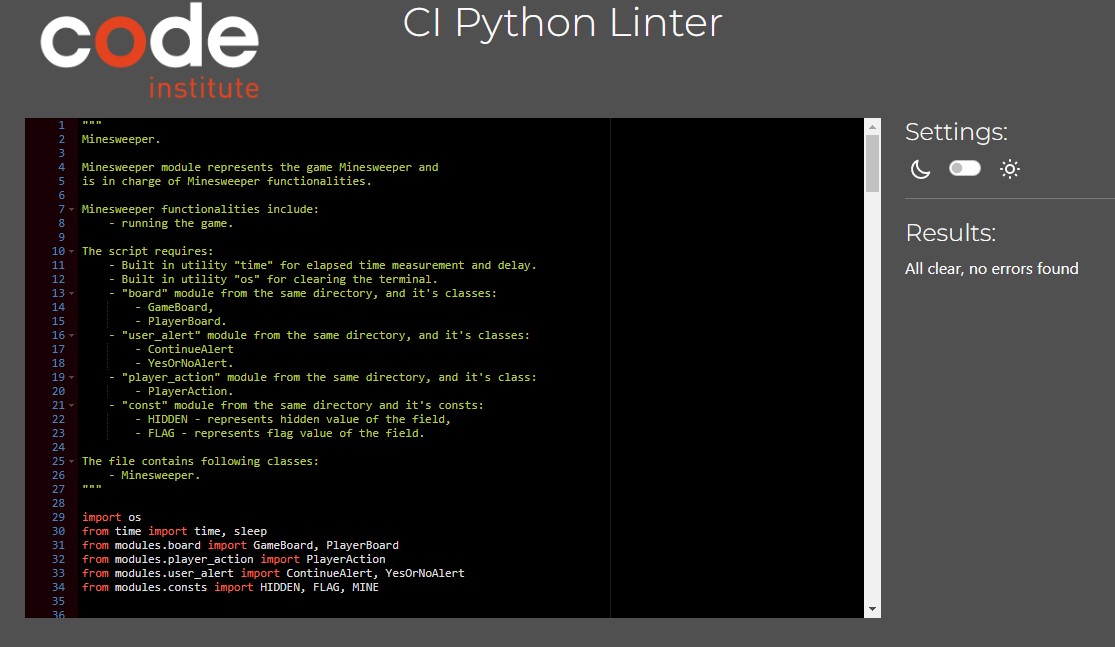 code
institute
CI Python Linter
1 """
2 Minesweeper.
3
4 Minesweeper module represents the game Minesweeper and
5 is in charge of Minesweeper functionalities.
6
7 Minesweeper functionalities include:
8 - running the game.
9
10 The script requires:
11 - Built in utility "time" for elapsed time measurement and delay.
12 - Built in utility "os" for clearing the terminal.
13 - "board" module from the same directory, and it's classes:
14 - GameBoard,
15 - PlayerBoard.
16 - "user_alert" module from the same directory, and it's classes:
17 - ContinueAlert
18 - YesOrNoAlert.
19 - "player_action" module from the same directory, and it's class:
20 - PlayerAction.
21 - "const" module from the same directory and it's consts:
22 - HIDDEN - represents hidden value of the field,
23 - FLAG - represents flag value of the field.
24
25 The file contains following classes:
26 - Minesweeper.
27 """
28
29 import os
30 from time import time, sleep
31 from modules.board import GameBoard, PlayerBoard
32 from modules.player_action import PlayerAction
33 from modules.user_alert import ContinueAlert, YesOrNoAlert
34 from modules.consts import HIDDEN, FLAG, MINE
35
36
Settings:
Results:
All clear, no errors found